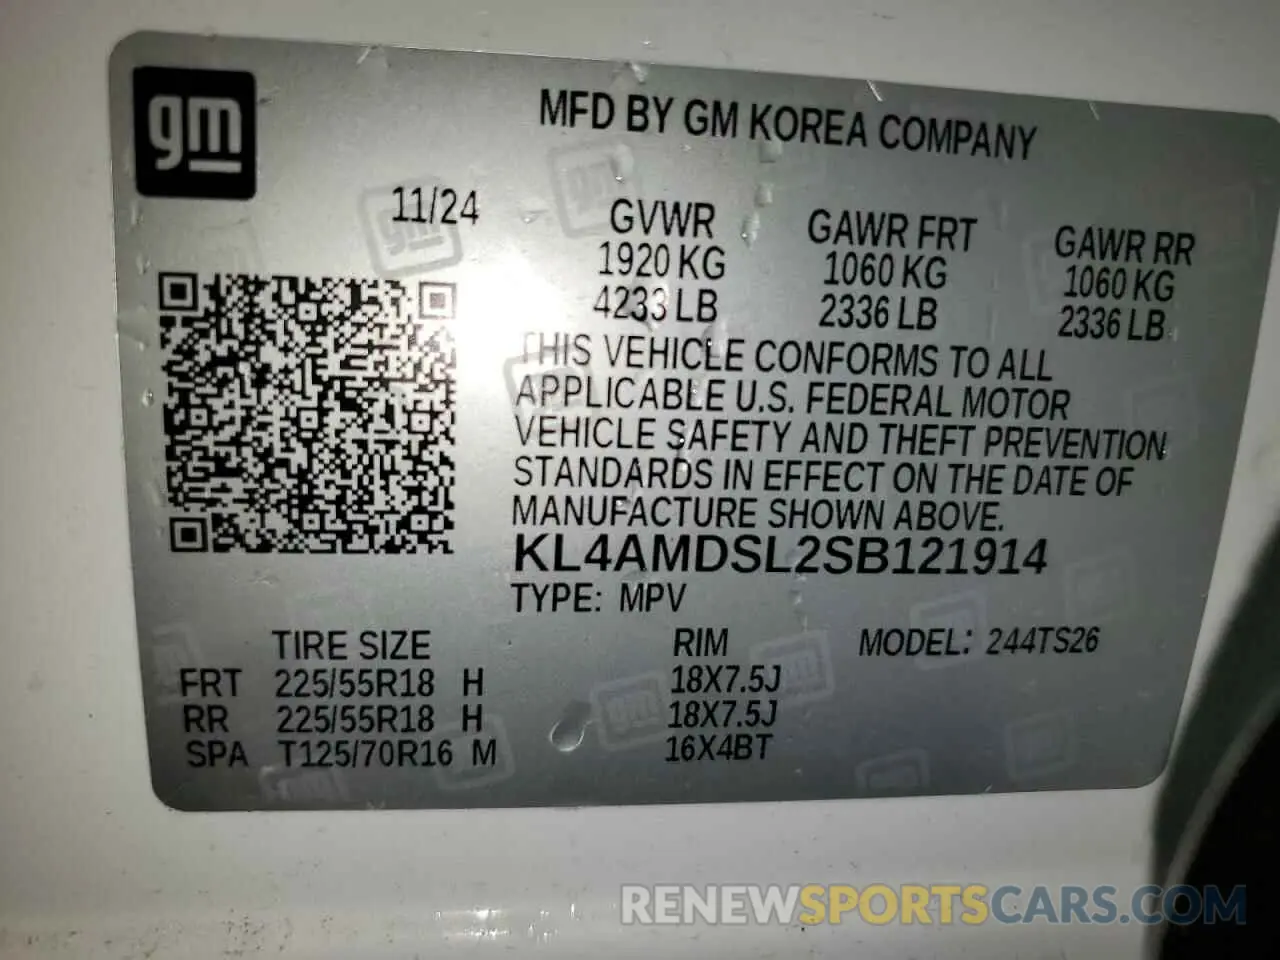 gm
MFD BY GM KOREA COMPANY
11/24
GVWR GAWR FRT GAWR RR
1920 KG 1060 KG 1060 KG
4233 LB 2336 LB 2336 LB
THIS VEHICLE CONFORMS TO ALL
APPLICABLE U.S. FEDERAL MOTOR
VEHICLE SAFETY AND THEFT PREVENTION
STANDARDS IN EFFECT ON THE DATE OF
MANUFACTURE SHOWN ABOVE.
KL4AMDSL2SB121914
TYPE: MPV
TIRE SIZE RIM MODEL: 244TS26
FRT 225/55R18 H 18X7.5J
RR 225/55R18 H 18X7.5J
SPA T125/70R16 M 16X4BT
RENEWSPORTSCARS.COM